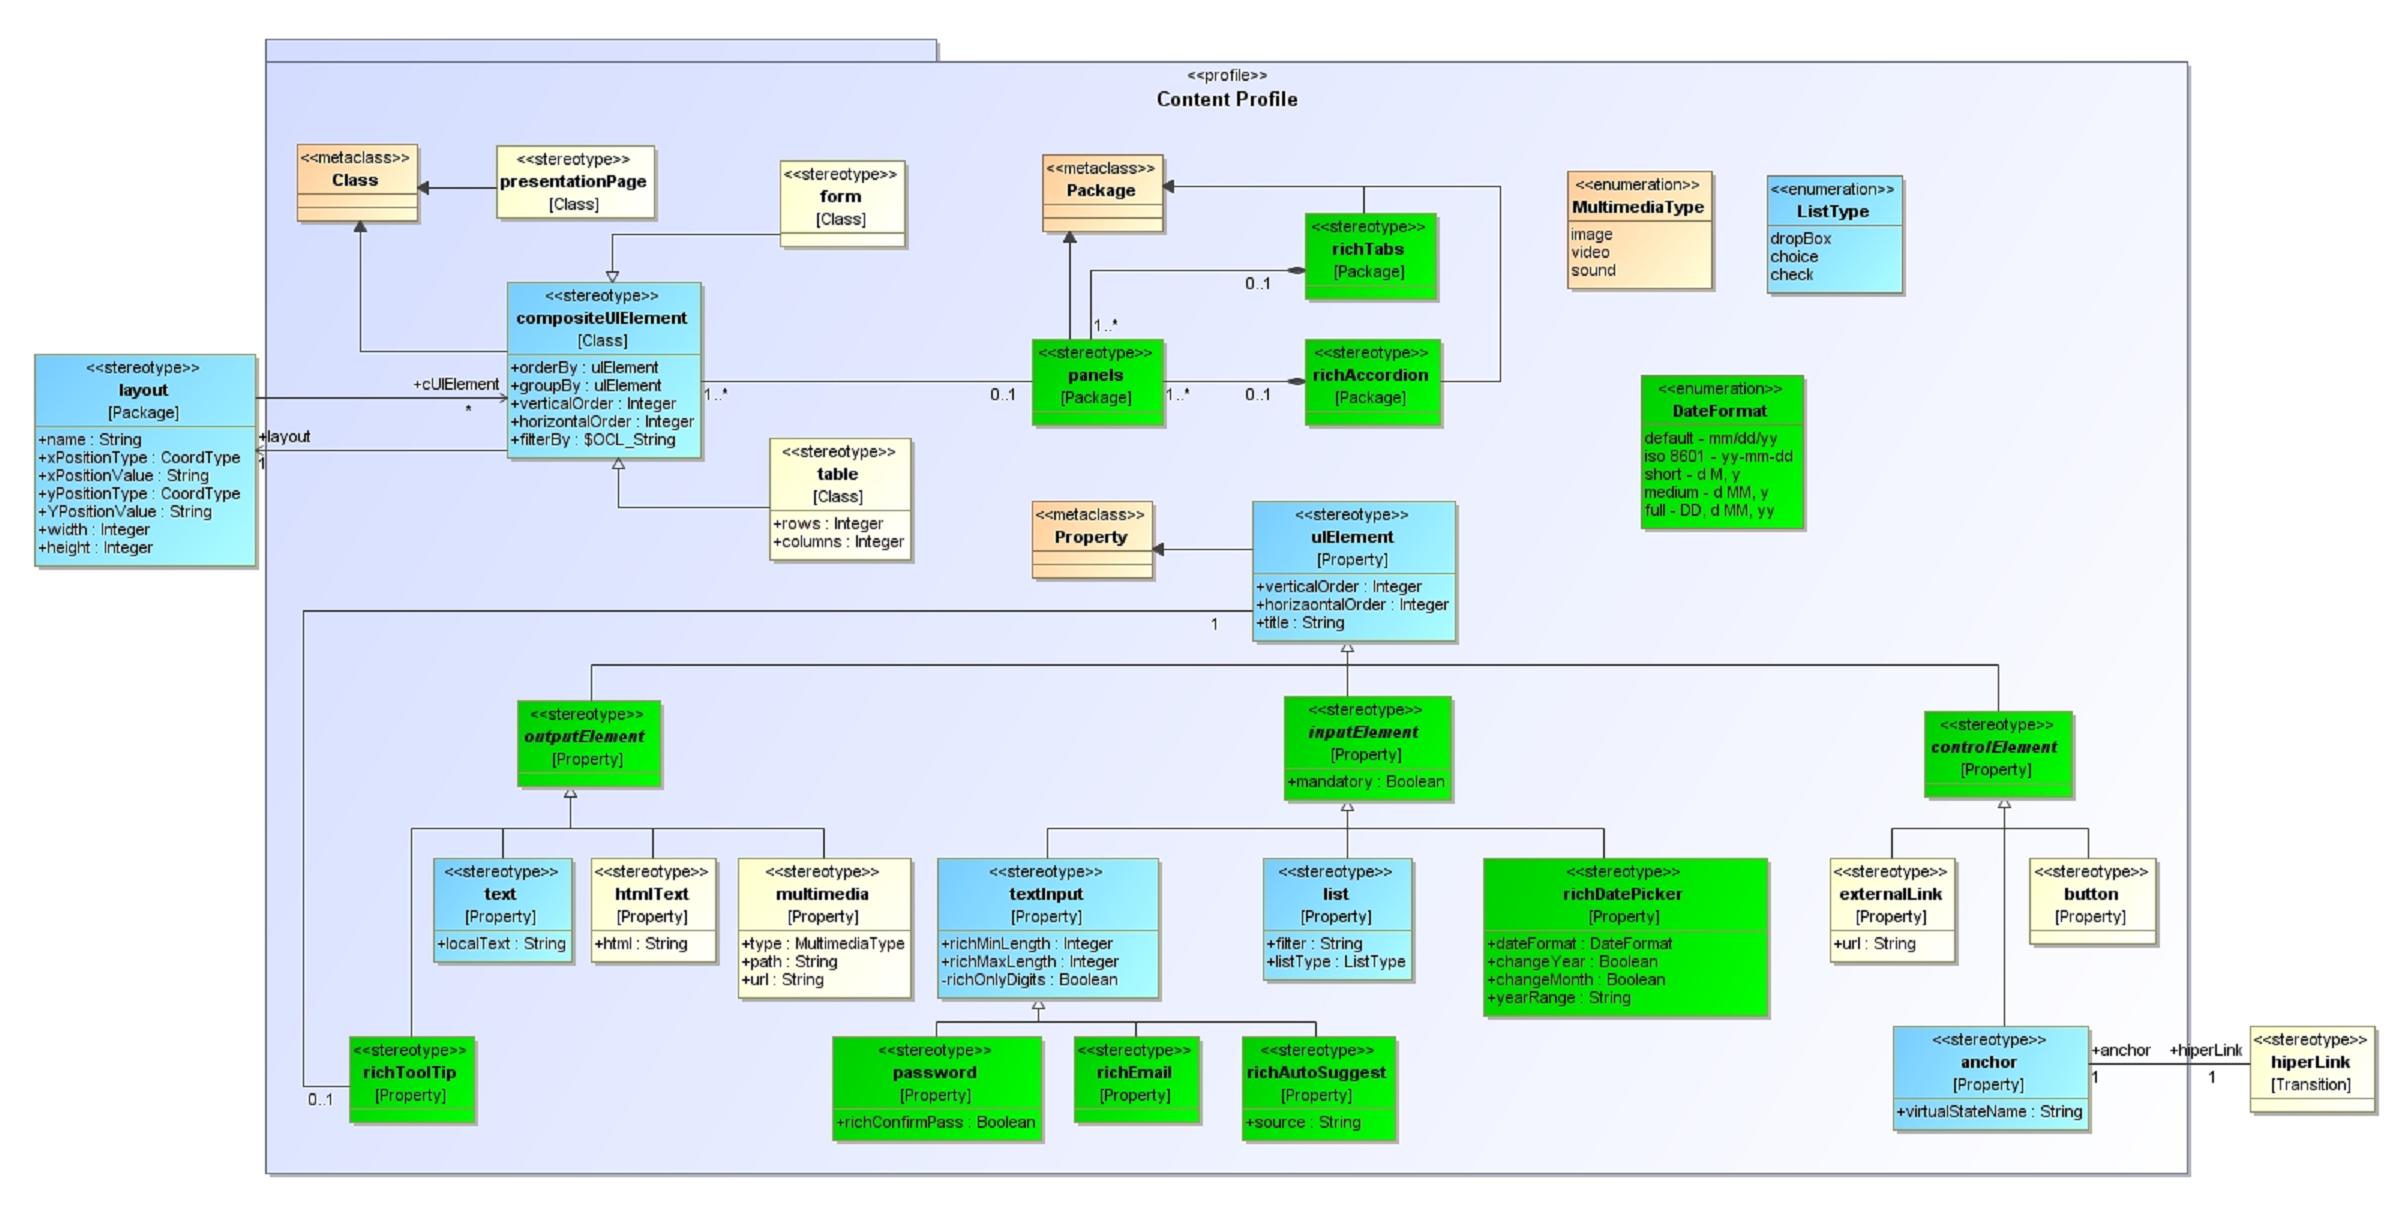 <<profile>>
Content Profile
<<metaclass>>
Class
<<stereotype>>
presentationPage
[Class]
<<stereotype>>
form
[Class]
<<metaclass>>
Package
<<stereotype>>
richTabs
[Package]
<<enumeration>>
MultimediaType
image
video
sound
<<enumeration>>
ListType
dropBox
choice
check
<<stereotype>>
layout
[Package]
+name : String
+xPositionType : CoordType
+xPositionValue : String
+yPositionType : CoordType
+YPositionValue : String
+width : Integer
+height : Integer
+cUIElement
*
+layout
1
<<stereotype>>
compositeUIElement
[Class]
+orderBy : uIElement
+groupBy : uIElement
+verticalOrder : Integer
+horizontalOrder : Integer
+filterBy : $OCL_String
1..*
0..1
<<stereotype>>
panels
[Package]
1..*
0..1
1..*
0..1
<<stereotype>>
richAccordion
[Package]
<<enumeration>>
DateFormat
default - mm/dd/yy
iso 8601 - yy-mm-dd
short - d M, y
medium - d MM, y
full - DD, d MM, yy
<<stereotype>>
table
[Class]
+rows : Integer
+columns : Integer
<<metaclass>>
Property
<<stereotype>>
uIElement
[Property]
+verticalOrder : Integer
+horizaontalOrder : Integer
+title : String
1
<<stereotype>>
outputElement
[Property]
<<stereotype>>
inputElement
[Property]
+mandatory : Boolean
<<stereotype>>
controlElement
[Property]
<<stereotype>>
text
[Property]
+localText : String
<<stereotype>>
htmlText
[Property]
+html : String
<<stereotype>>
multimedia
[Property]
+type : MultimediaType
+path : String
+url : String
<<stereotype>>
textInput
[Property]
+richMinLength : Integer
+richMaxLength : Integer
-richOnlyDigits : Boolean
<<stereotype>>
list
[Property]
+filter : String
+listType : ListType
<<stereotype>>
richDatePicker
[Property]
+dateFormat : DateFormat
+changeYear : Boolean
+changeMonth : Boolean
+yearRange : String
<<stereotype>>
externalLink
[Property]
+url : String
<<stereotype>>
button
[Property]
<<stereotype>>
richToolTip
[Property]
0..1
<<stereotype>>
password
[Property]
+richConfirmPass : Boolean
<<stereotype>>
richEmail
[Property]
<<stereotype>>
richAutoSuggest
[Property]
+source : String
<<stereotype>>
anchor
[Property]
+virtualStateName : String
+anchor
1
+hiperLink
1
<<stereotype>>
hiperLink
[Transition]